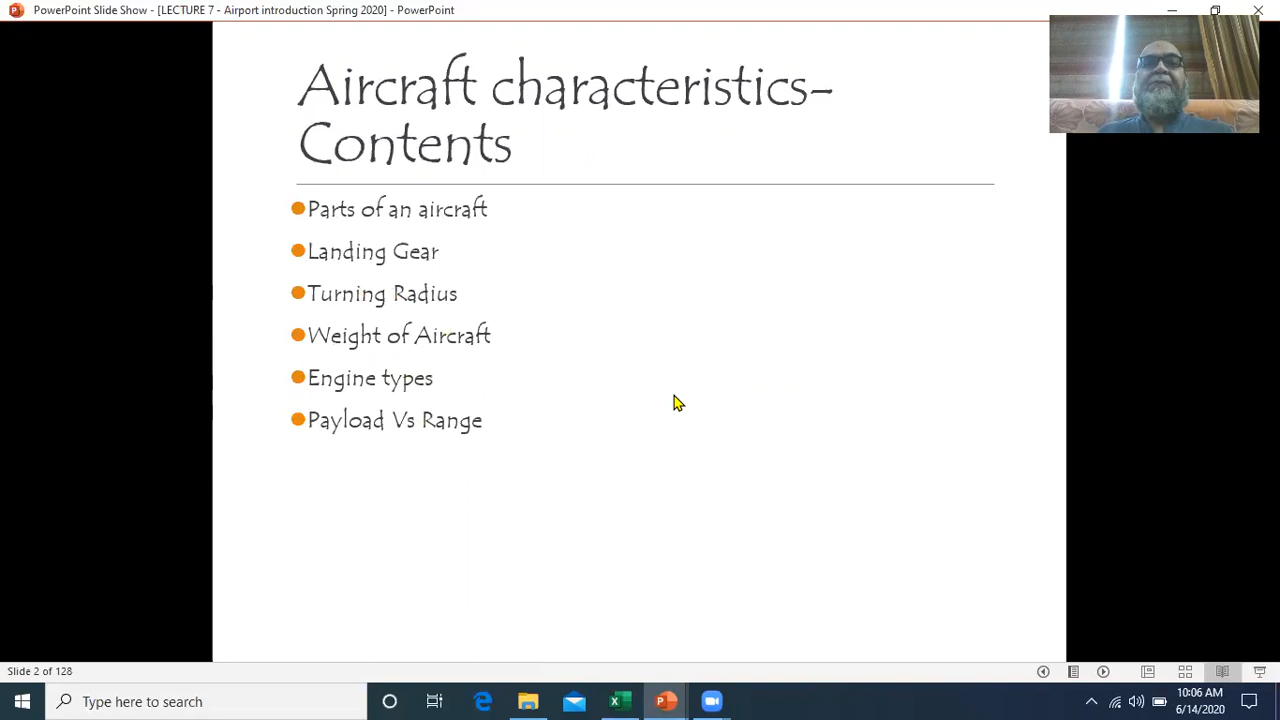 PowerPoint Slide Show - [LECTURE 7 - Airport introduction Spring 2020] - PowerPoint
Aircraft characteristics-
Contents
Parts of an aircraft
Landing Gear
Turning Radius
Weight of Aircraft
Engine types
Payload Vs Range
Slide 2 of 128
Type here to search
10:06 AM
6/14/2020